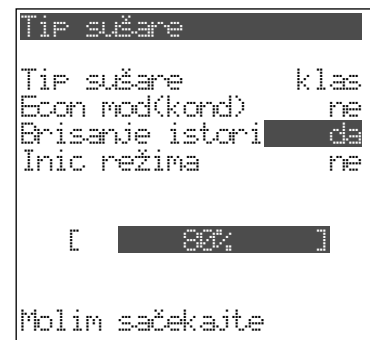 Tip sušare
Tip sušare klas
Econ mod(kond) ne
Brisanje istori da
Inic režima ne
[ 80% ]
Molim sačekajte